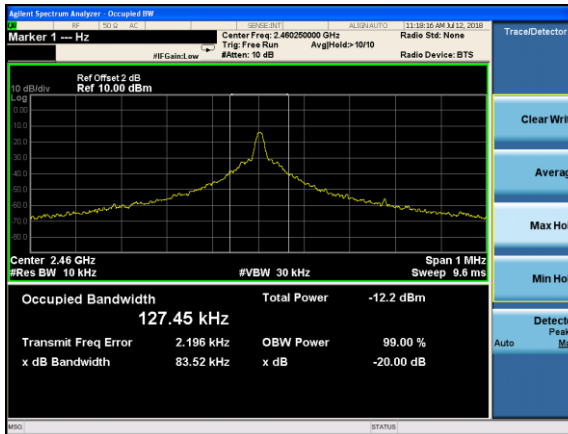 Agilent Spectrum Analyzer - Occupied BW
RF 50 Ω AC SENSE:INT ALIGN AUTO 11:18:16 AM Jul 12, 2018
Marker 1 --- Hz
Center Freq: 2.460250000 GHz
Radio Std: None
Trig: Free Run Avg|Hold:> 10/10
#IFGain:Low #Atten: 10 dB Radio Device: BTS
Trace/Detector
Ref Offset 2 dB
10 dB/div Ref 10.00 dBm
Log
0.00
-10.0
-20.0
-30.0
-40.0
-50.0
-60.0
-70.0
-80.0
Clear Writ
Averag
Max Hol
Min Ho
Center 2.46 GHz Span 1 MHz
#Res BW 10 kHz #VBW 30 kHz Sweep 9.6 ms
Occupied Bandwidth Total Power -12.2 dBm
127.45 kHz
Transmit Freq Error 2.196 kHz OBW Power 99.00 %
x dB Bandwidth 83.52 kHz x dB -20.00 dB
Detecto
Peak
Auto Ma
MSG STATUS